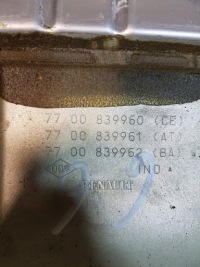 77 00 839960 (CE)
77 00 839961 (AT)
77 00 839962 (BA)
IND
RENAULT